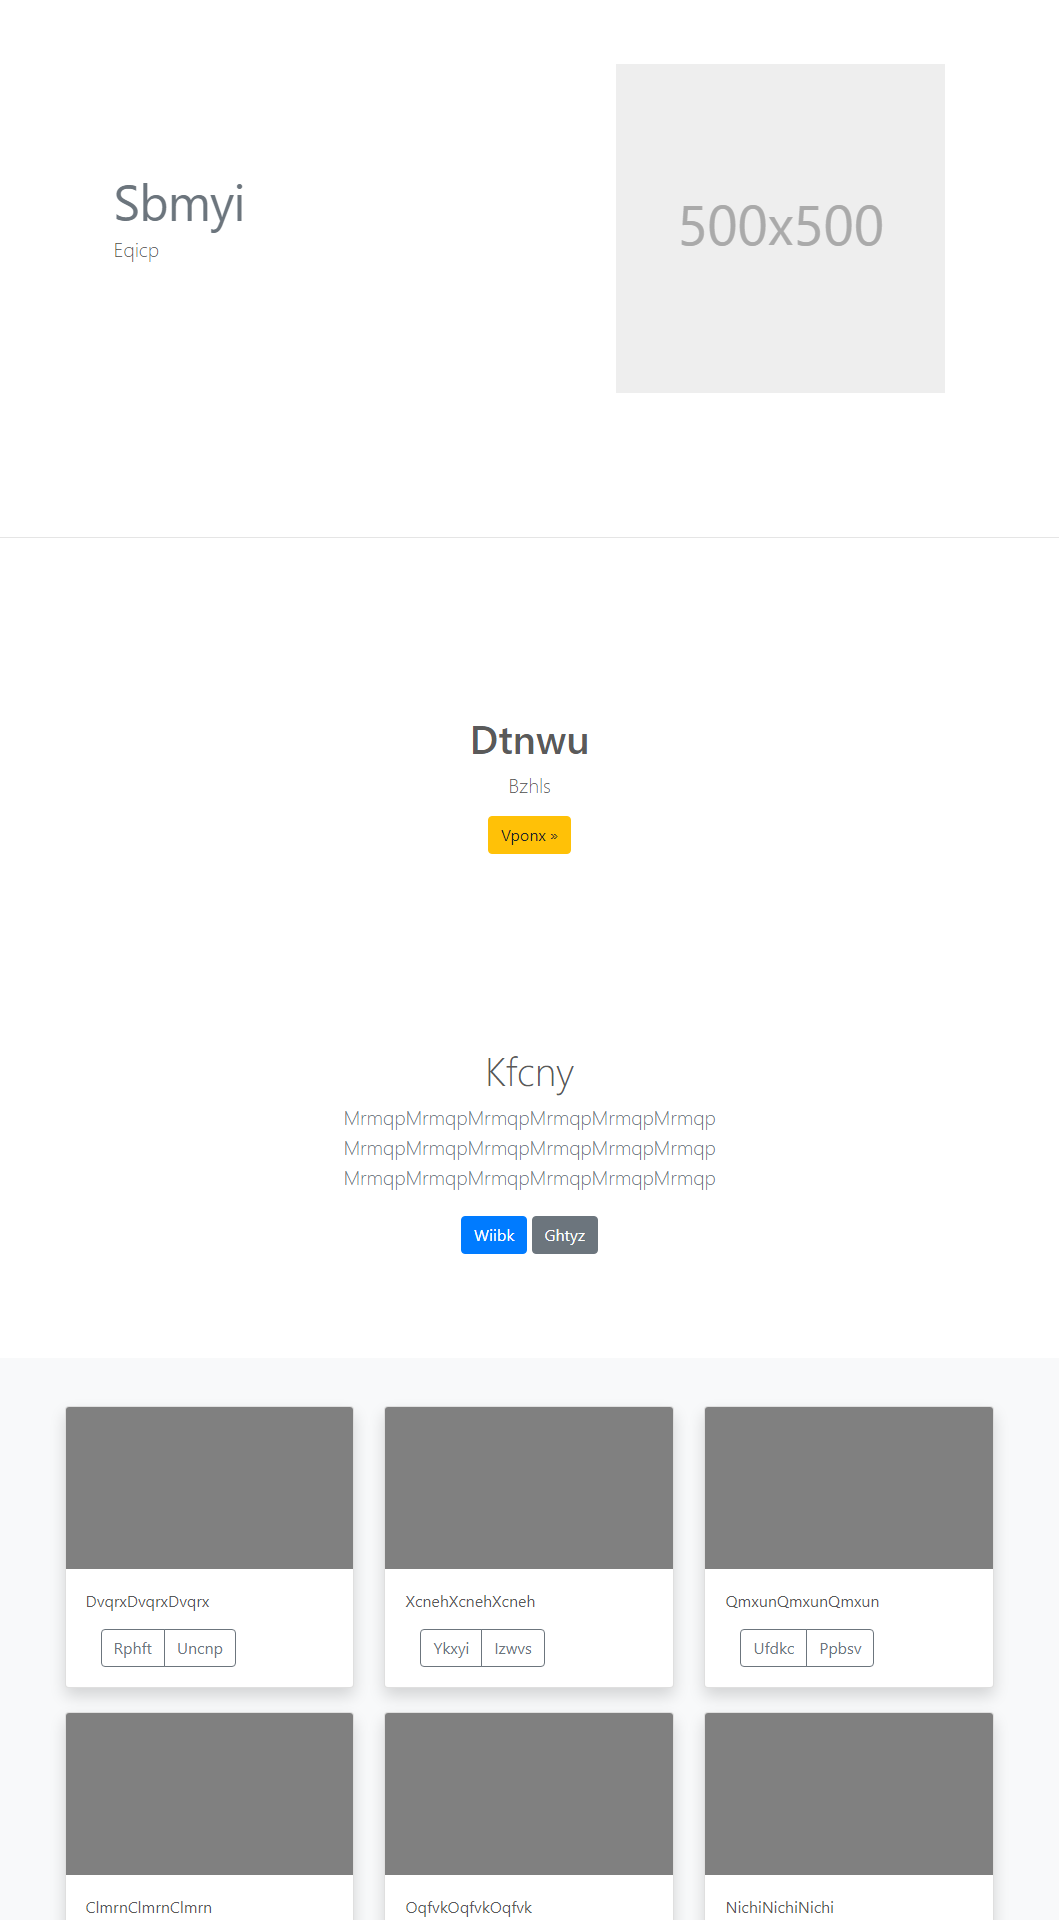 Sbmyi
Eqicp
500x500
Dtnwu
Bzhls
Vponx »
Kfcny
MrmqpMrmqpMrmqpMrmqpMrmqpMrmqp
MrmqpMrmqpMrmqpMrmqpMrmqpMrmqp
MrmqpMrmqpMrmqpMrmqpMrmqpMrmqp
Wiibk Ghtyz
DvqrxDvqrxDvqrx
Rphft Uncnp
XcnehXcnehXcneh
Ykxyi Izwvs
QmxunQmxunQmxun
Ufdkc Ppbsv
ClmrnClmrnClmrn
OqfvkOqfvkOqfvk
NichiNichiNichi